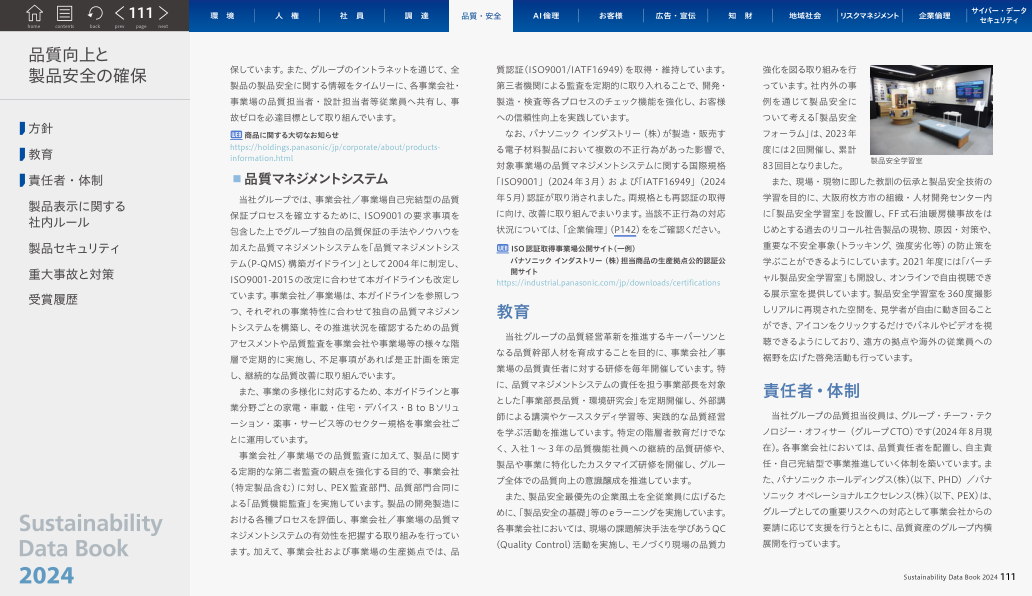 home
contents
back
prev
111
page
next
環 境
人 権
社 員
調 達
品質・安全
AI倫理
お客様
広告・宣伝
知 財
地域社会
リスクマネジメント
企業倫理
サイバー・データ
セキュリティ
品質向上と
製品安全の確保
方針
教育
責任者・体制
製品表示に関する
社内ルール
製品セキュリティ
重大事故と対策
受賞履歴
Sustainability
Data Book
2024
保しています。また、グループのイントラネットを通じて、全
製品の製品安全に関する情報をタイムリーに、各事業会社・
事業場の品質担当者・設計担当者等従業員へ共有し、事
故ゼロを必達目標として取り組んでいます。
商品に関する大切なお知らせ
https://holdings.panasonic/jp/corporate/about/products-
information.html
■ 品質マネジメントシステム
当社グループでは、事業会社／事業場自己完結型の品質
保証プロセスを確立するために、ISO9001の要求事項を
包含した上でグループ独自の品質保証の手法やノウハウを
加えた品質マネジメントシステムを「品質マネジメントシス
テム(P-QMS) 構築ガイドライン」として2004年に制定し、
ISO9001-2015の改定に合わせて本ガイドラインも改定し
ています。事業会社／事業場は、本ガイドラインを参照しつ
つ、それぞれの事業特性に合わせて独自の品質マネジメン
トシステムを構築し、その推進状況を確認するための品質
アセスメントや品質監査を事業会社や事業場等の様々な階
層で定期的に実施し、不足事項があれば是正計画を策定
し、継続的な品質改善に取り組んでいます。
また、事業の多様化に対応するため、本ガイドラインと事
業分野ごとの家電・車載・住宅・デバイス・B to Bソリュ
ーション・薬事・サービス等のセクター規格を事業会社ご
とに運用しています。
事業会社／事業場での品質監査に加えて、製品に関す
る定期的な第二者監査の観点を強化する目的で、事業会社
(特定製品含む)に対し、PEX監査部門、品質部門合同に
よる「品質機能監査」を実施しています。製品の開発製造に
おける各種プロセスを評価し、事業会社／事業場の品質マ
ネジメントシステムの有効性を把握する取り組みを行ってい
ます。加えて、事業会社および事業場の生産拠点では、品
質認証(ISO9001/IATF16949)を取得・維持しています。
第三者機関による監査を定期的に取り入れることで、開発・
製造・検査等各プロセスのチェック機能を強化し、お客様
への信頼性向上を実践しています。
なお、パナソニック インダストリー (株)が製造・販売す
る電子材料製品において複数の不正行為があった影響で、
対象事業場の品質マネジメントシステムに関する国際規格
「ISO9001」(2024年3月) および「IATF16949」(2024
年5月)認証が取り消されました。両規格とも再認証の取得
に向け、改善に取り組んでまいります。当該不正行為の対応
状況については、「企業倫理」(P142)ををご確認ください。
ISO認証取得事業場公開サイト(一例)
パナソニック インダストリー (株)担当商品の生産拠点公的認証公
開サイト
https://industrial.panasonic.com/jp/downloads/certifications
教育
当社グループの品質経営革新を推進するキーパーソンと
なる品質幹部人材を育成することを目的に、事業会社／事
業場の品質責任者に対する研修を毎年開催しています。特
に、品質マネジメントシステムの責任を担う事業部長を対象
とした「事業部長品質・環境研究会」を定期開催し、外部講
師による講演やケーススタディ学習等、実践的な品質経営
を学ぶ活動を推進しています。特定の階層者教育だけでな
く、入社1〜3年の品質機能社員への継続的品質研修や、
製品や事業に特化したカスタマイズ研修を開催し、グルー
プ全体での品質向上の意識醸成を推進しています。
また、製品安全最優先の企業風土を全従業員に広げるた
めに、「製品安全の基礎」等のeラーニングを実施しています。
各事業会社においては、現場の課題解決手法を学びあうQC
(Quality Control)活動を実施し、モノづくり現場の品質力
強化を図る取り組みを行
っています。社内外の事
例を通じて製品安全に
ついて考える「製品安全
フォーラム」は、2023年
度には2回開催し、累計
83回目となりました。
製品安全学習室
また、現場・現物に即した教訓の伝承と製品安全技術の
学習を目的に、大阪府枚方市の組織・人材開発センター内
に「製品安全学習室」を設置し、FF式石油暖房機事故をは
じめとする過去のリコール社告製品の現物、原因・対策や、
重要な不安全事象(トラッキング、強度劣化等)の防止策を
学ぶことができるようにしています。2021年度には「バーチ
ャル製品安全学習室」も開設し、オンラインで自由視聴でき
る展示室を提供しています。製品安全学習室を360度撮影
しリアルに再現された空間を、見学者が自由に動き回ること
ができ、アイコンをクリックするだけでパネルやビデオを視
聴できるようにしており、遠方の拠点や海外の従業員への
裾野を広げた啓発活動も行っています。
責任者・体制
当社グループの品質担当役員は、グループ・チーフ・テク
ノロジー・オフィサー (グループCTO)です(2024年8月現
在)。各事業会社においては、品質責任者を配置し、自主責
任・自己完結型で事業推進していく体制を築いています。ま
た、パナソニック ホールディングス(株)(以下、PHD) ／パナ
ソニック オペレーショナルエクセレンス(株)(以下、PEX)は、
グループとしての重要リスクへの対応として事業会社からの
要請に応じて支援を行うとともに、品質資産のグループ内横
展開を行っています。
Sustainability Data Book 2024 111